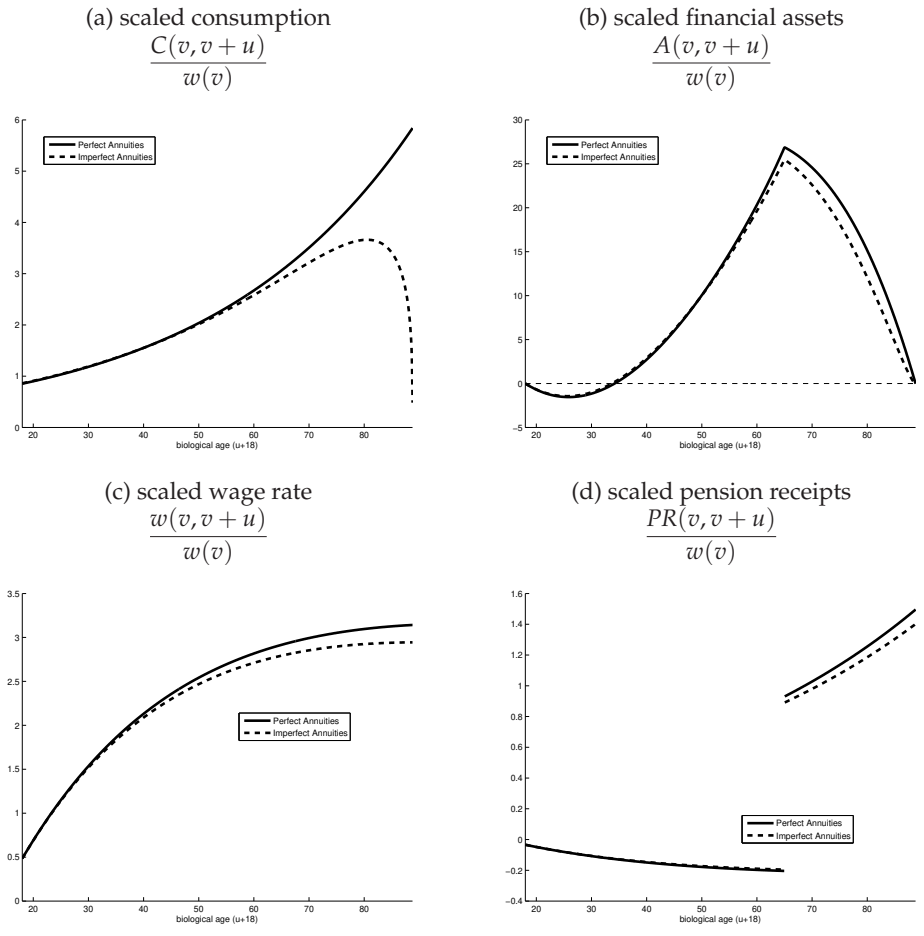 (a) scaled consumption
C(v, v + u)
w(v)
6
5
4
3
2
1
0
20 30 40 50 60 70 80
biological age (u+18)
Perfect Annuities
Imperfect Annuities
(b) scaled financial assets
A(v, v + u)
w(v)
30
25
20
15
10
5
0
−5
20 30 40 50 60 70 80
biological age (u+18)
Perfect Annuities
Imperfect Annuities
(c) scaled wage rate
w(v, v + u)
w(v)
3.5
3
2.5
2
1.5
1
0.5
0
20 30 40 50 60 70 80
biological age (u+18)
Perfect Annuities
Imperfect Annuities
(d) scaled pension receipts
PR(v, v + u)
w(v)
1.6
1.4
1.2
1
0.8
0.6
0.4
0.2
0
−0.2
−0.4
20 30 40 50 60 70 80
biological age (u+18)
Perfect Annuities
Imperfect Annuities